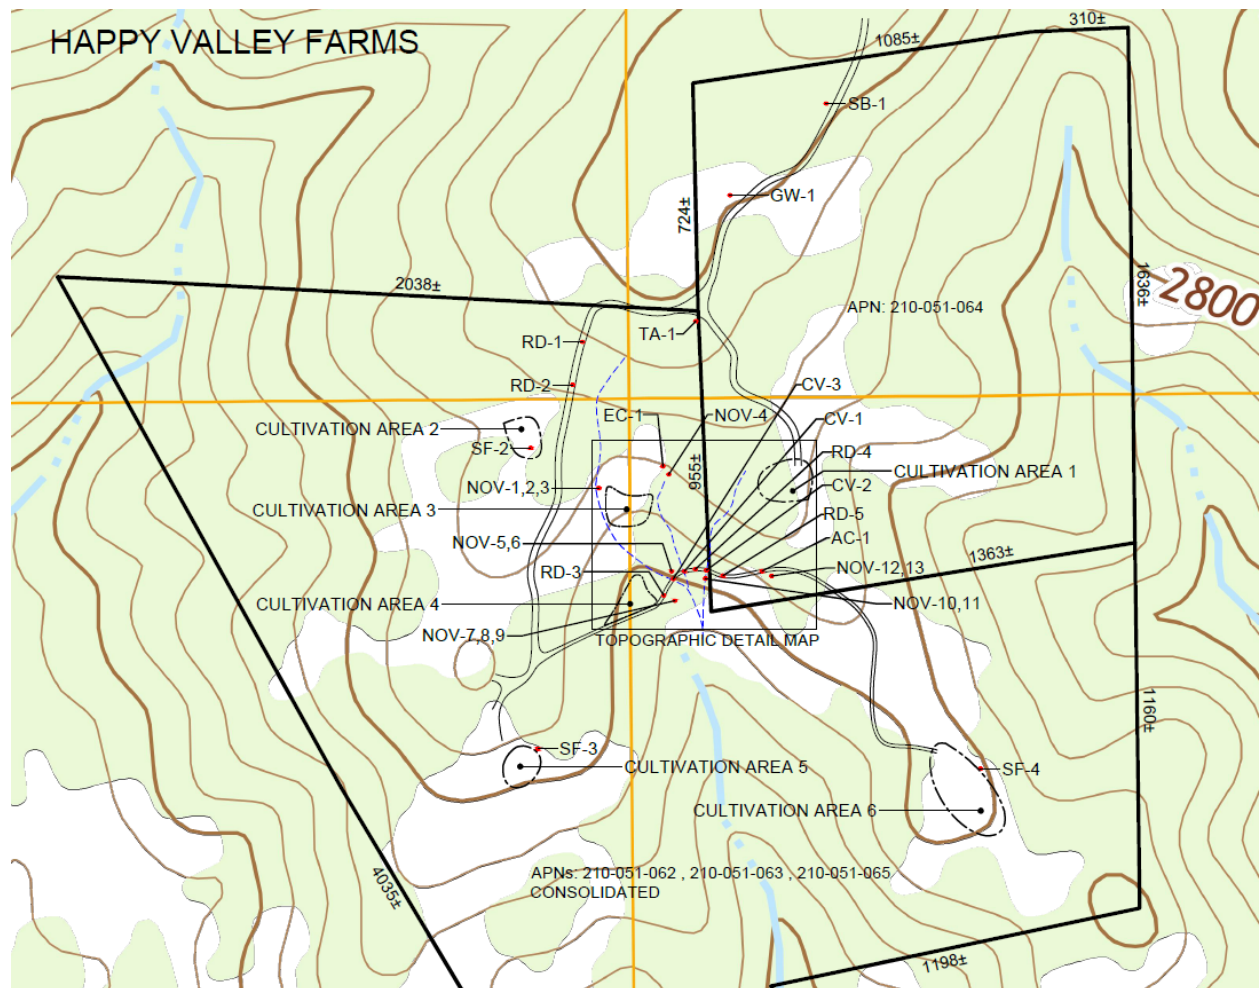 HAPPY VALLEY FARMS
310±
1085±
SB-1
GW-1
724±
2038±
1636±
2800
APN: 210-051-064
TA-1
RD-1
RD-2
CV-3
EC-1
NOV-4
CV-1
CULTIVATION AREA 2
SF-2
RD-4
955±
CULTIVATION AREA 1
NOV-1,2,3
CV-2
CULTIVATION AREA 3
RD-5
NOV-5,6
AC-1
1363±
RD-3
NOV-12,13
CULTIVATION AREA 4
NOV-10,11
NOV-7,8,9
TOPOGRAPHIC DETAIL MAP
1160±
SF-3
CULTIVATION AREA 5
SF-4
CULTIVATION AREA 6
4035±
APNs: 210-051-062 , 210-051-063 , 210-051-065
CONSOLIDATED
1198±